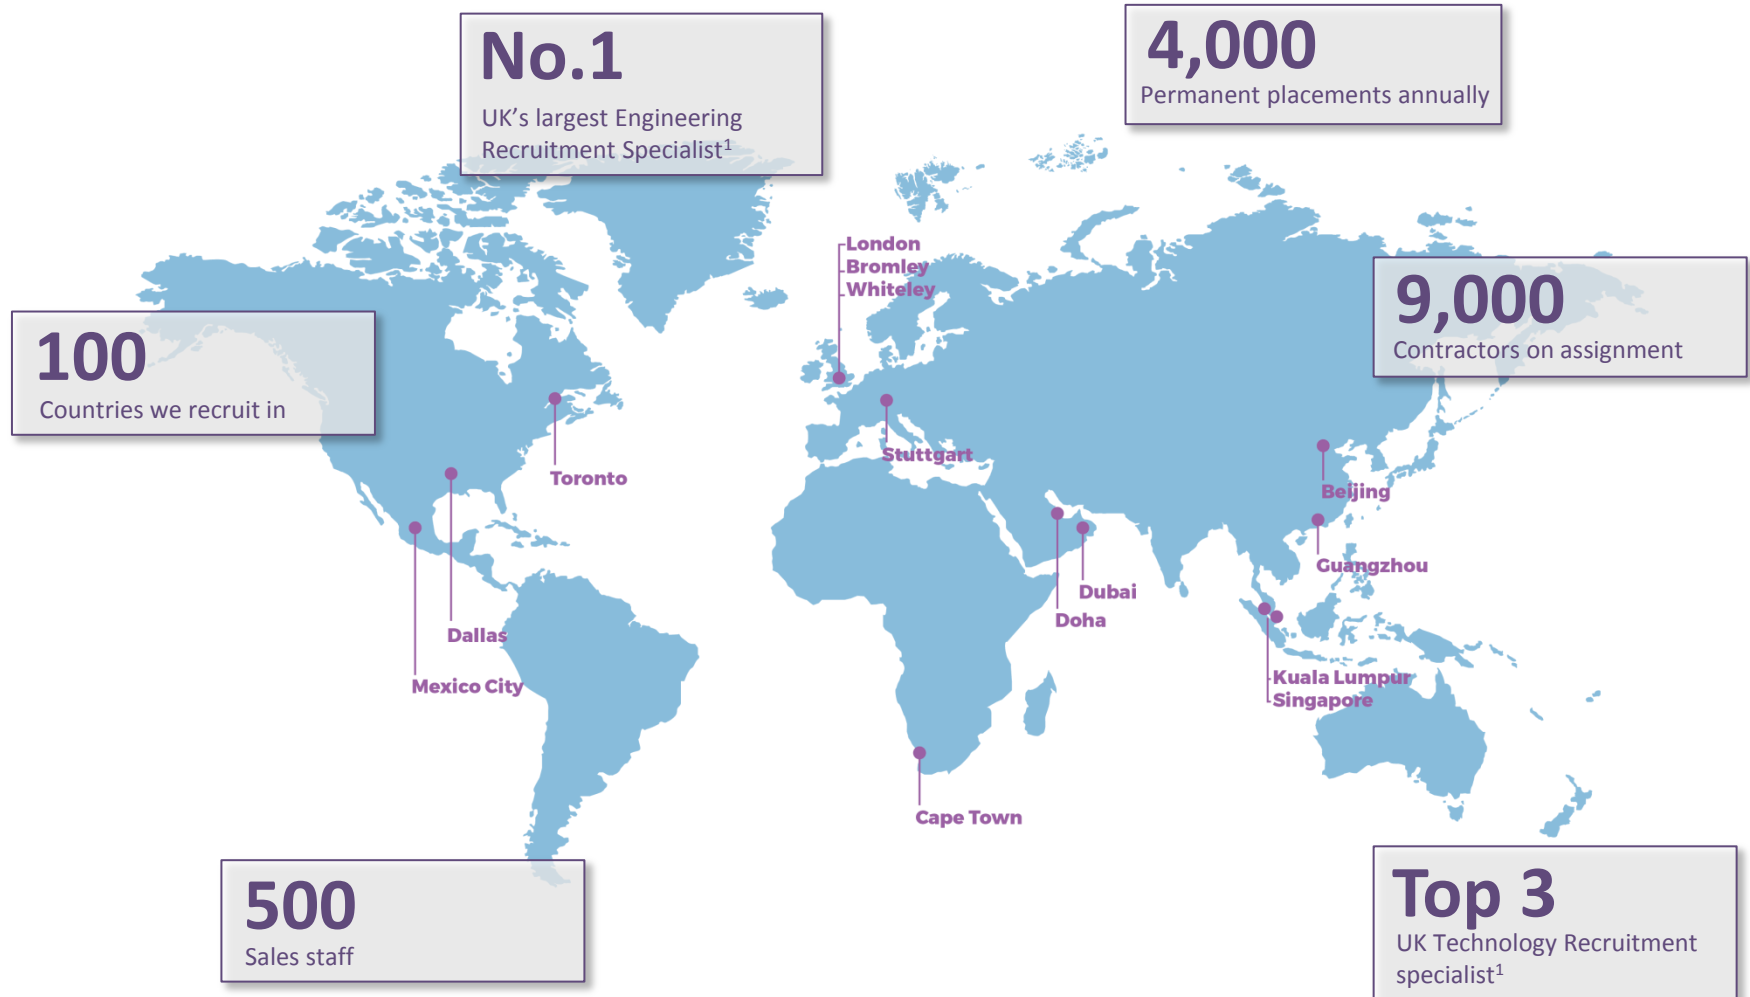 No.1
UK's largest Engineering
Recruitment Specialist¹
4,000
Permanent placements annually
London
Bromley
Whiteley
9,000
Contractors on assignment
100
Countries we recruit in
Stuttgart
Toronto
Beijing
Guangzhou
Dubai
Doha
Dallas
Mexico City
Kuala Lumpur
Singapore
Cape Town
500
Sales staff
Top 3
UK Technology Recruitment
specialist¹